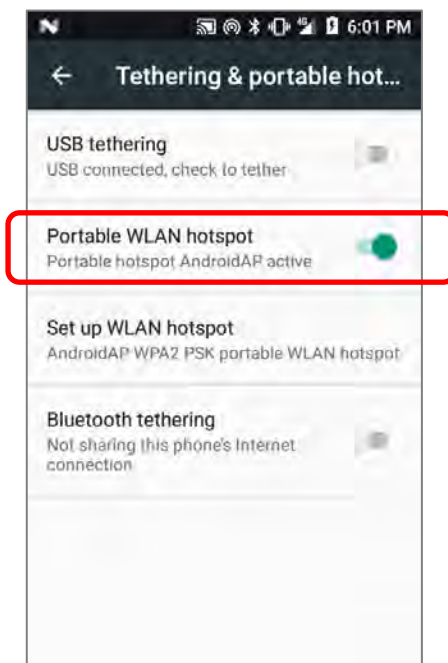 6:01 PM
Tethering & portable hot...
USB tethering
USB connected, check to tether
Portable WLAN hotspot
Portable hotspot AndroidAP active
Set up WLAN hotspot
AndroidAP WPA2 PSK portable WLAN hotspot
Bluetooth tethering
Not sharing this phone's Internet
connection